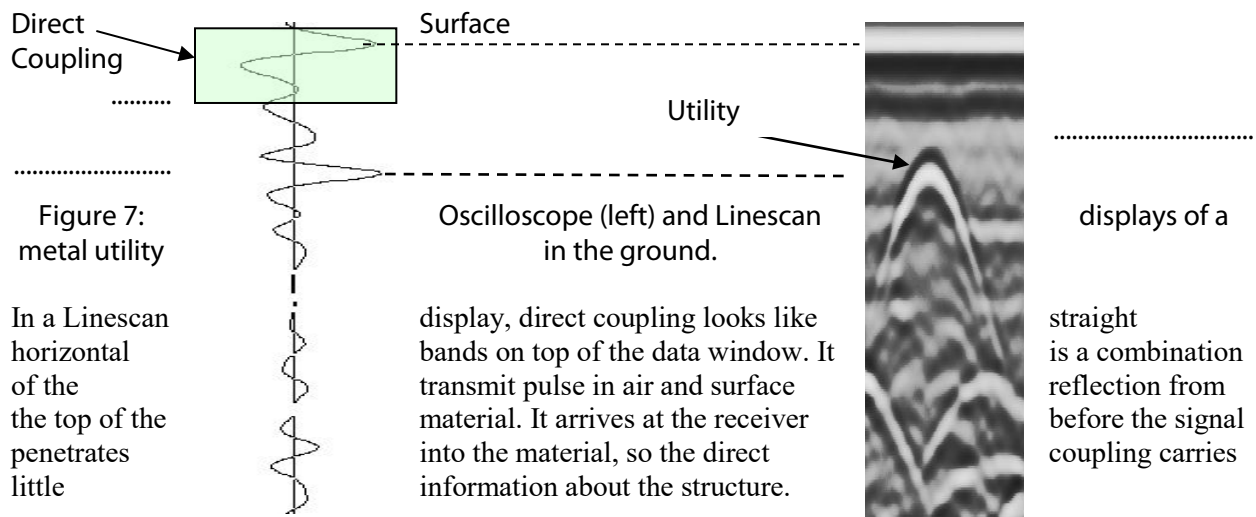 Direct
Coupling
Surface
Utility
Figure 7: Oscilloscope (left) and Linescan displays of a
metal utility in the ground.
In a Linescan display, direct coupling looks like straight
horizontal bands on top of the data window. It is a combination
of the transmit pulse in air and surface reflection from
the top of the material. It arrives at the receiver before the signal
penetrates into the material, so the direct coupling carries
little information about the structure.